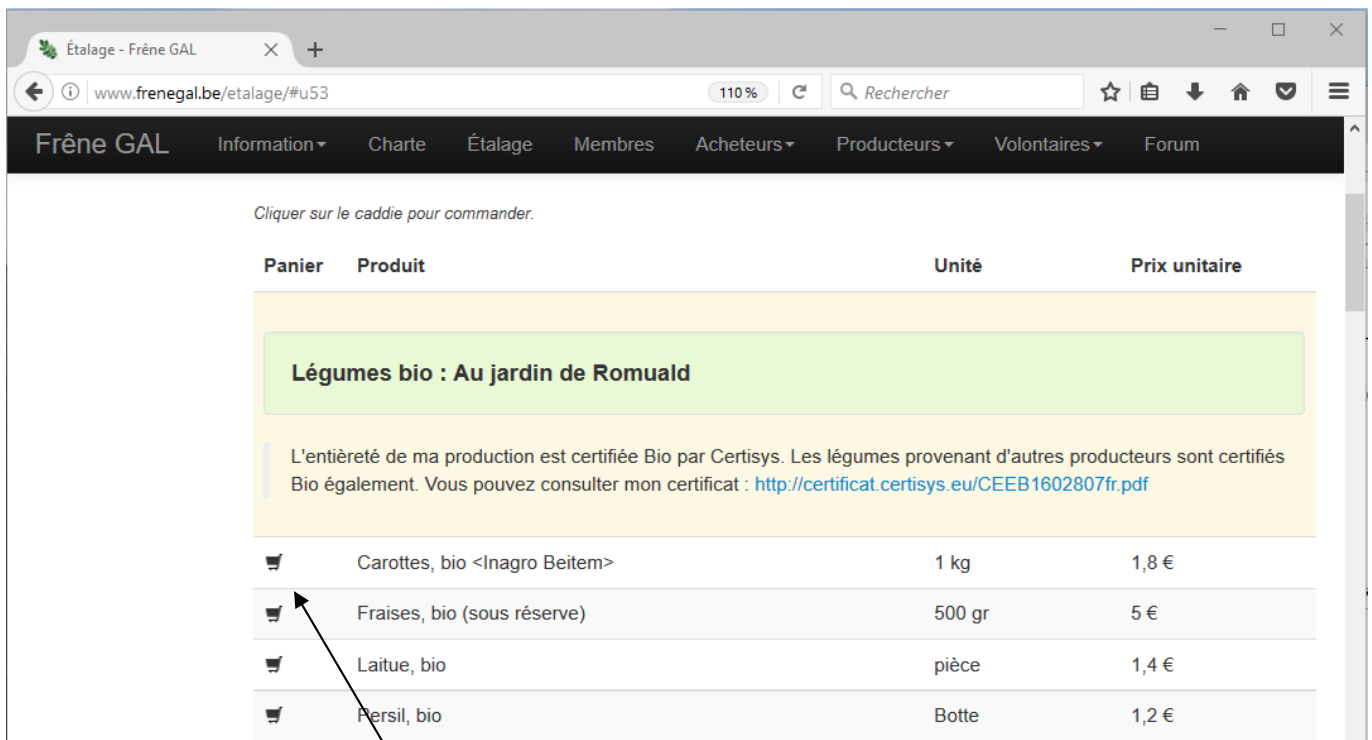 Étalage - Frêne GAL
www.frenegal.be/etalage/#u53 110 % Rechercher
Frêne GAL Information Charte Étalage Membres Acheteurs Producteurs Volontaires Forum
Cliquer sur le caddie pour commander.
Panier Produit Unité Prix unitaire
Légumes bio : Au jardin de Romuald
L'entièreté de ma production est certifiée Bio par Certisys. Les légumes provenant d'autres producteurs sont certifiés
Bio également. Vous pouvez consulter mon certificat : http://certificat.certisys.eu/CEEB1602807fr.pdf
Carottes, bio <Inagro Beitem> 1 kg 1,8 €
Fraises, bio (sous réserve) 500 gr 5 €
Laitue, bio pièce 1,4 €
Persil, bio Botte 1,2 €